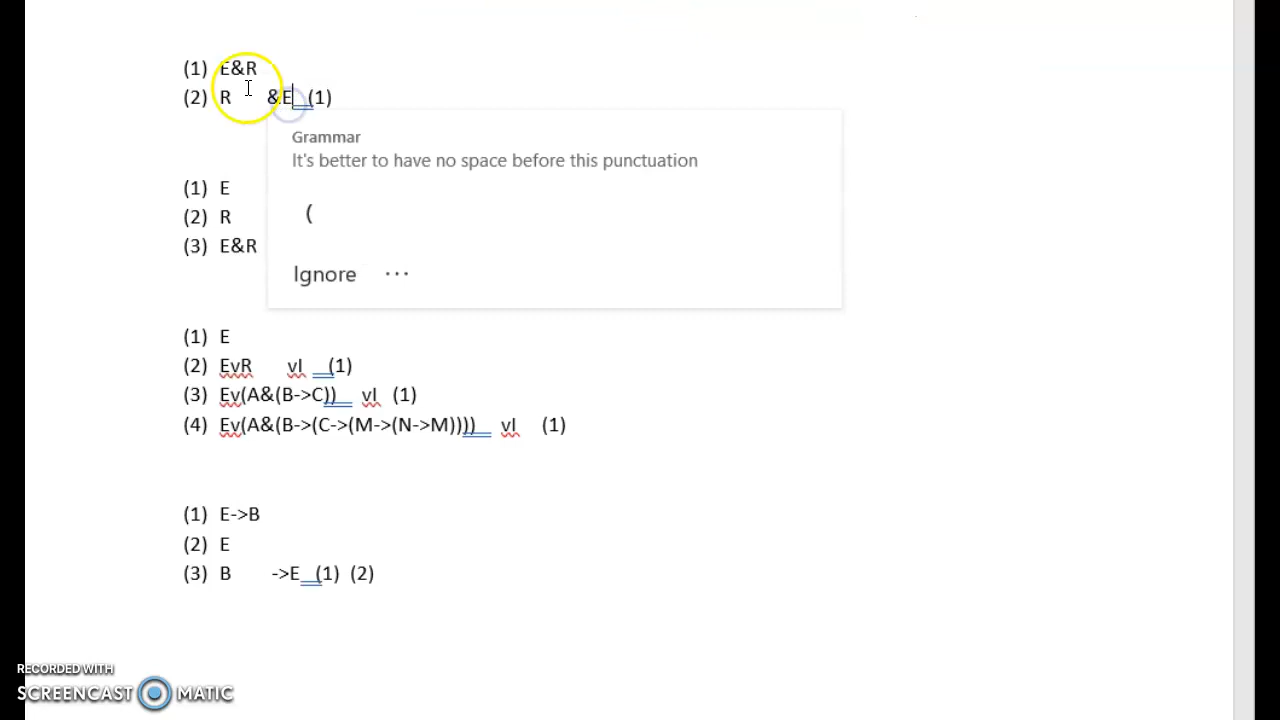 (1) E&R
(2) R &E (1)
Grammar
It's better to have no space before this punctuation
(
Ignore ...
(1) E
(2) R
(3) E&R
(1) E
(2) EvR vI (1)
(3) Ev(A&(B->C)) vI (1)
(4) Ev(A&(B->(C->(M->(N->M)))) vI (1)
(1) E->B
(2) E
(3) B ->E (1) (2)
RECORDED WITH
SCREENCAST MATIC